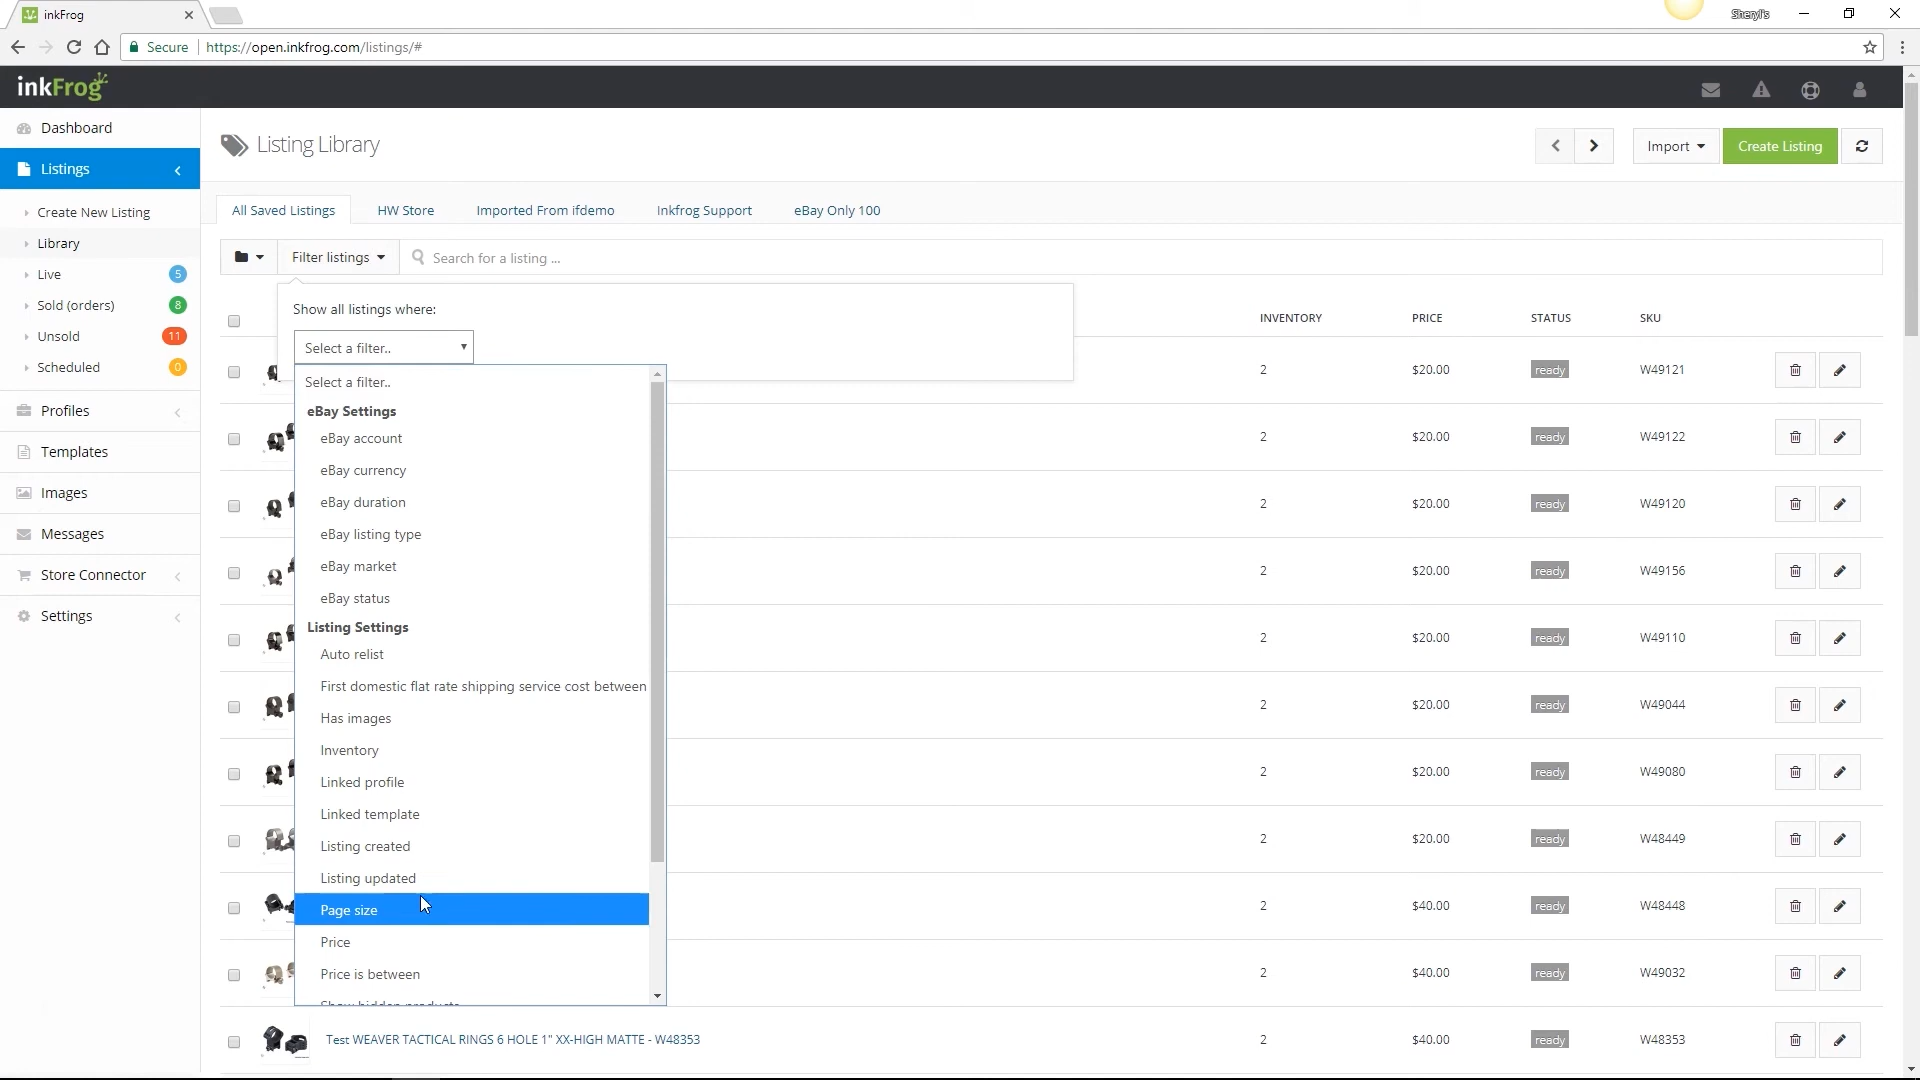 inkFrog
Sheryl's
Secure https://open.inkfrog.com/listings/#
inkFrog
Dashboard
Listings
Create New Listing
Library
Live 5
Sold (orders) 8
Unsold 11
Scheduled 0
Profiles
Templates
Images
Messages
Store Connector
Settings
Listing Library
Import
Create Listing
All Saved Listings HW Store Imported From ifdemo Inkfrog Support eBay Only 100
Filter listings Search for a listing ...
Show all listings where:
Select a filter..
Select a filter..
eBay Settings
eBay account
eBay currency
eBay duration
eBay listing type
eBay market
eBay status
Listing Settings
Auto relist
First domestic flat rate shipping service cost between
Has images
Inventory
Linked profile
Linked template
Listing created
Listing updated
Page size
Price
Price is between
Show hidden products
INVENTORY PRICE STATUS SKU
2 $20.00 ready W49121
2 $20.00 ready W49122
2 $20.00 ready W49120
2 $20.00 ready W49156
2 $20.00 ready W49110
2 $20.00 ready W49044
2 $20.00 ready W49080
2 $20.00 ready W48449
2 $40.00 ready W48448
2 $40.00 ready W49032
Test WEAVER TACTICAL RINGS 6 HOLE 1" XX-HIGH MATTE - W48353 2 $40.00 ready W48353